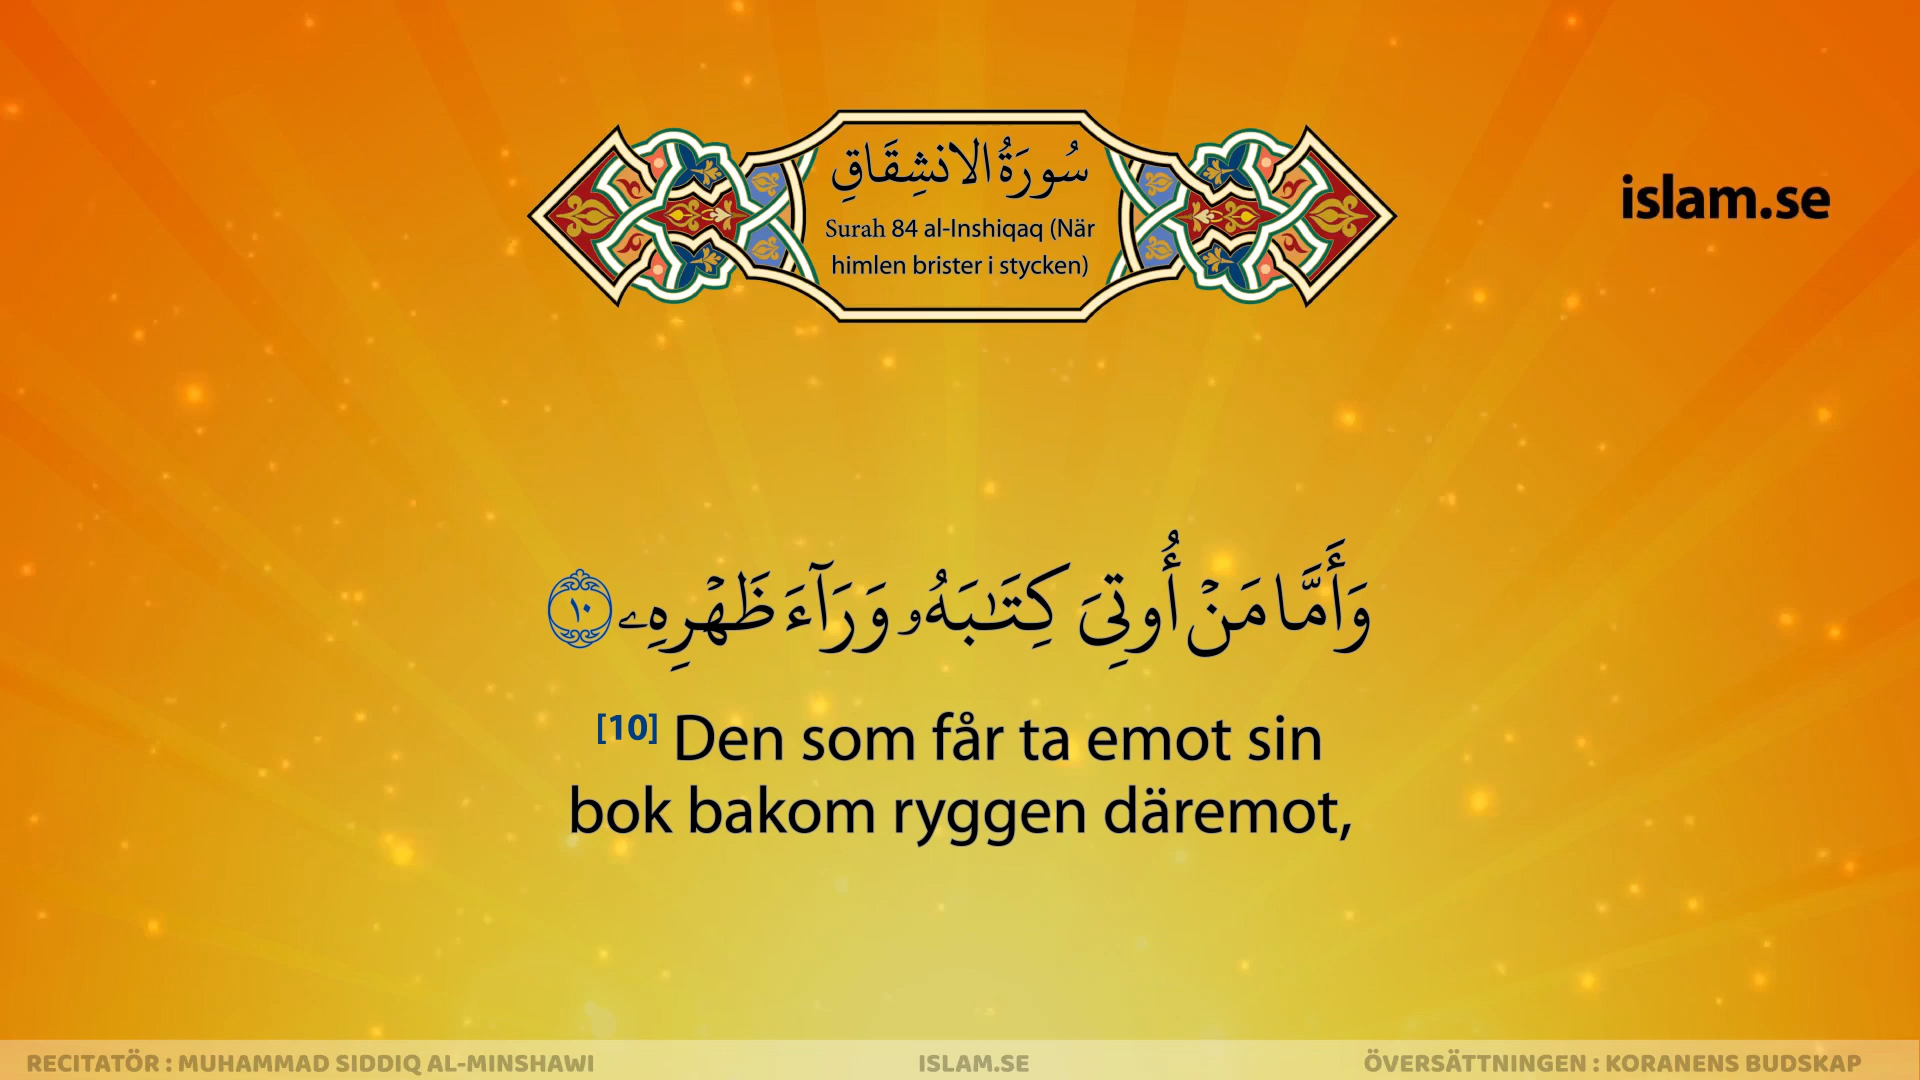 سُورَةُ الانشِقَاقِ
Surah 84 al-Inshiqaq (När
himlen brister i stycken)
islam.se
وَأَمَّا مَنۡ أُوتِیَ كِتَـٰبَهُۥ وَرَاۤءَ ظَهۡرِهِۦ ١٠
[10] Den som får ta emot sin
bok bakom ryggen däremot,
RECITATÖR : MUHAMMAD SIDDIQ AL-MINSHAWI
ISLAM.SE
ÖVERSÄTTNINGEN : KORANENS BUDSKAP